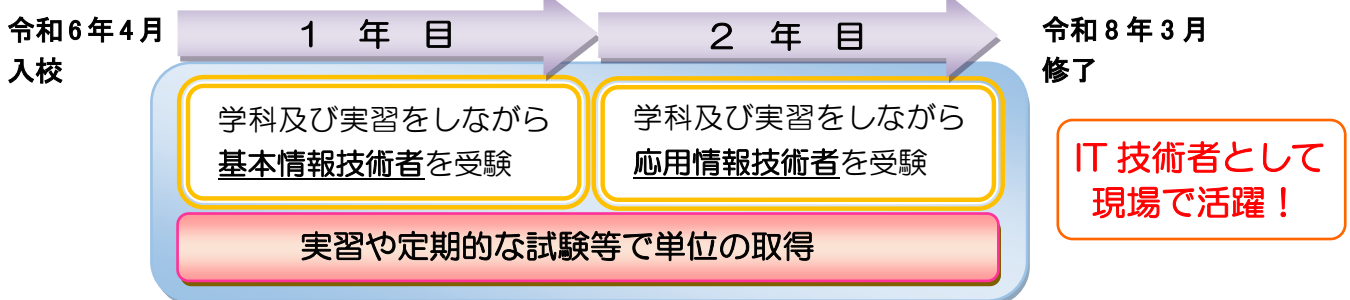 令和6年4月
入校
1 年 目
2 年 目
令和8年3月
修了
学科及び実習をしながら
基本情報技術者を受験
学科及び実習をしながら
応用情報技術者を受験
IT 技術者として
現場で活躍!
実習や定期的な試験等で単位の取得